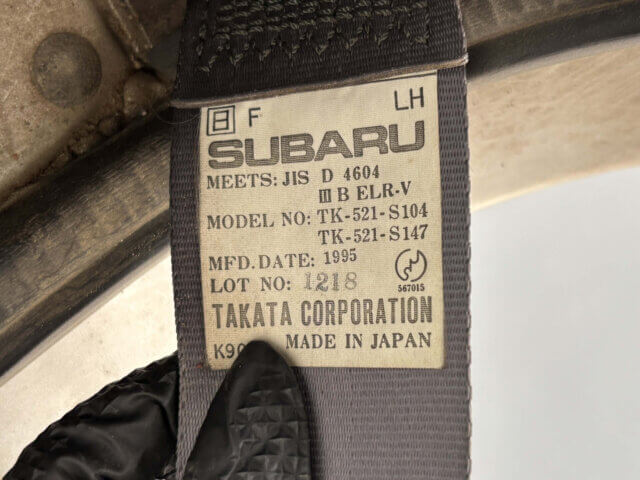 日 F LH
SUBARU
MEETS: JIS D 4604
Ⅲ B ELR-V
MODEL NO: TK-521-S104
TK-521-S147
MFD. DATE: 1995
LOT NO: 1218
567015
TAKATA CORPORATION
MADE IN JAPAN